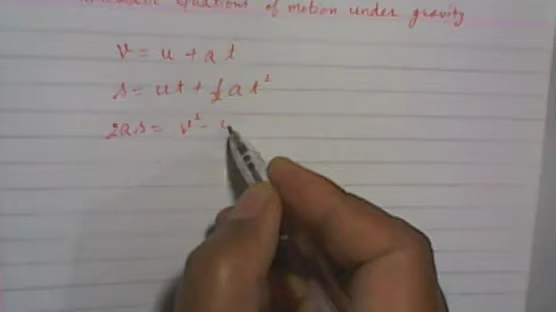 Equations of motion under gravity
v = u + at
s = ut + ½at²
2as = v² -